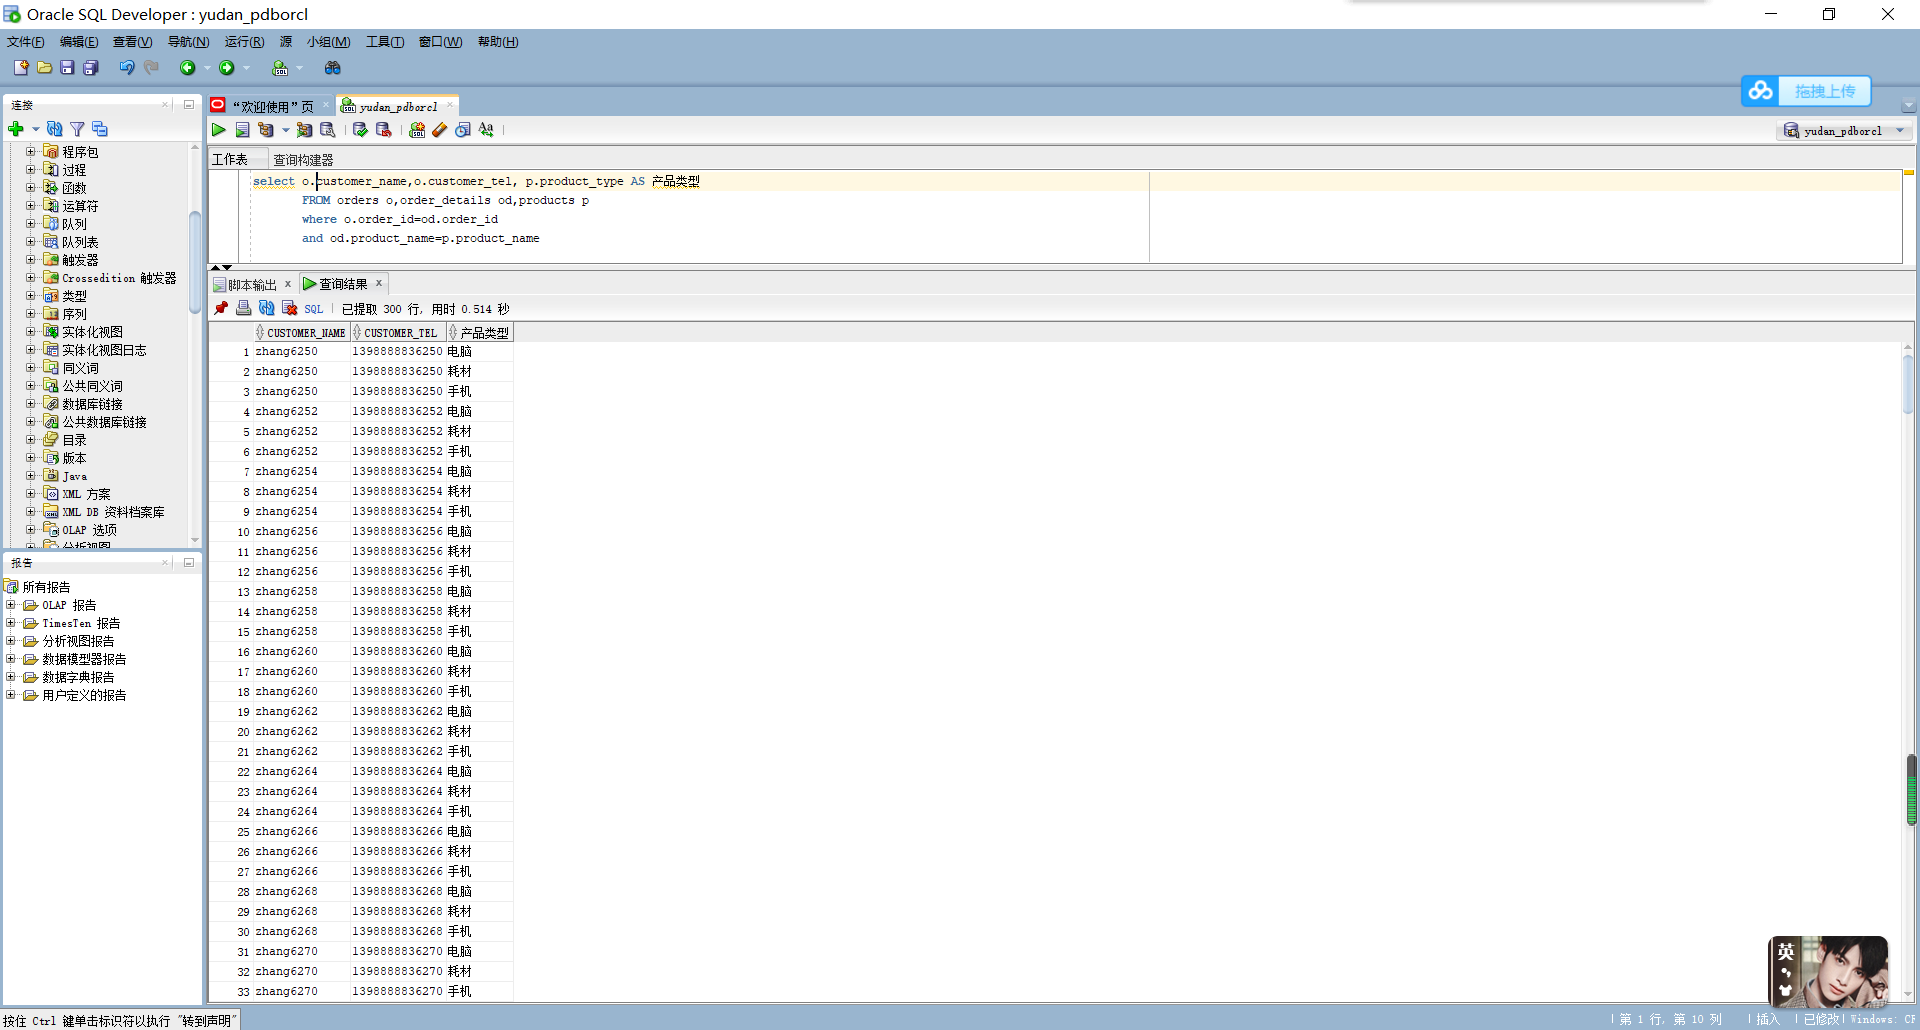 Oracle SQL Developer : yudan_pdborcl
文件(F) 编辑(E) 查看(V) 导航(N) 运行(R) 源 小组(M) 工具(T) 窗口(W) 帮助(H)
拖拽上传
连接
程序包
过程
函数
运算符
队列
队列表
触发器
Crossedition 触发器
类型
序列
实体化视图
实体化视图日志
同义词
公共同义词
数据库链接
公共数据库链接
目录
版本
Java
XML 方案
XML DB 资料档案库
OLAP 选项
分析视图
报告
所有报告
OLAP 报告
TimesTen 报告
分析视图报告
数据模型器报告
数据字典报告
用户定义的报告
“欢迎使用”页 yudan_pdborcl
yudan_pdborcl
工作表 查询构建器
select o.customer_name,o.customer_tel, p.product_type AS 产品类型
FROM orders o,order_details od,products p
where o.order_id=od.order_id
and od.product_name=p.product_name
脚本输出 x 查询结果 x
SQL 已提取 300 行, 用时 0.514 秒
CUSTOMER_NAME CUSTOMER_TEL 产品类型
1 zhang6250 1398888836250 电脑
2 zhang6250 1398888836250 耗材
3 zhang6250 1398888836250 手机
4 zhang6252 1398888836252 电脑
5 zhang6252 1398888836252 耗材
6 zhang6252 1398888836252 手机
7 zhang6254 1398888836254 电脑
8 zhang6254 1398888836254 耗材
9 zhang6254 1398888836254 手机
10 zhang6256 1398888836256 电脑
11 zhang6256 1398888836256 耗材
12 zhang6256 1398888836256 手机
13 zhang6258 1398888836258 电脑
14 zhang6258 1398888836258 耗材
15 zhang6258 1398888836258 手机
16 zhang6260 1398888836260 电脑
17 zhang6260 1398888836260 耗材
18 zhang6260 1398888836260 手机
19 zhang6262 1398888836262 电脑
20 zhang6262 1398888836262 耗材
21 zhang6262 1398888836262 手机
22 zhang6264 1398888836264 电脑
23 zhang6264 1398888836264 耗材
24 zhang6264 1398888836264 手机
25 zhang6266 1398888836266 电脑
26 zhang6266 1398888836266 耗材
27 zhang6266 1398888836266 手机
28 zhang6268 1398888836268 电脑
29 zhang6268 1398888836268 耗材
30 zhang6268 1398888836268 手机
31 zhang6270 1398888836270 电脑
32 zhang6270 1398888836270 耗材
33 zhang6270 1398888836270 手机
英
按住 Ctrl 键单击标识符以执行 "转到声明"
第 1 行, 第 10 列 插入 已修改 Windows: CF